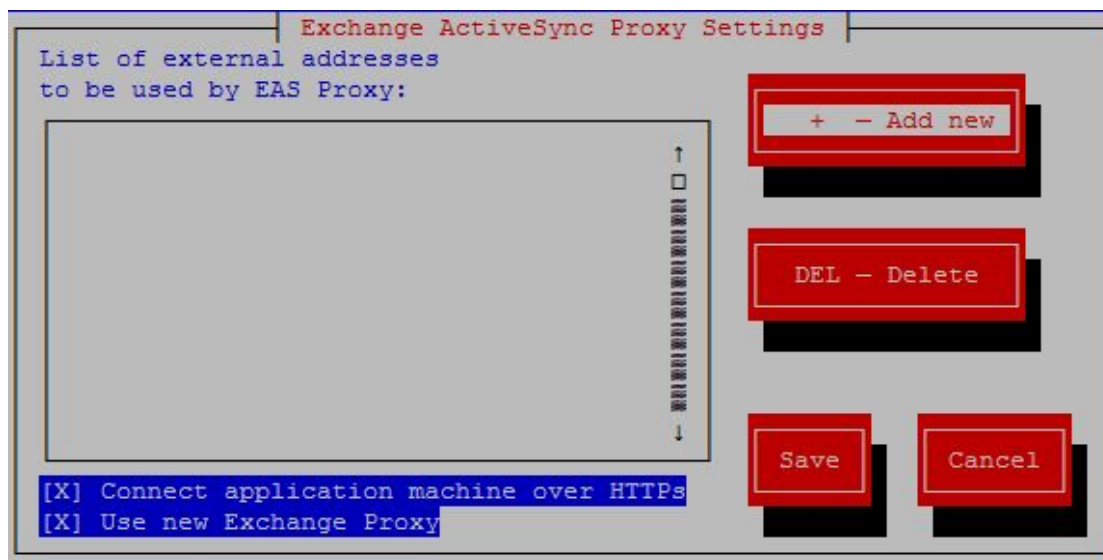 Exchange ActiveSync Proxy Settings
List of external addresses
to be used by EAS Proxy:
+ – Add new
DEL – Delete
Save
Cancel
[X] Connect application machine over HTTPs
[X] Use new Exchange Proxy